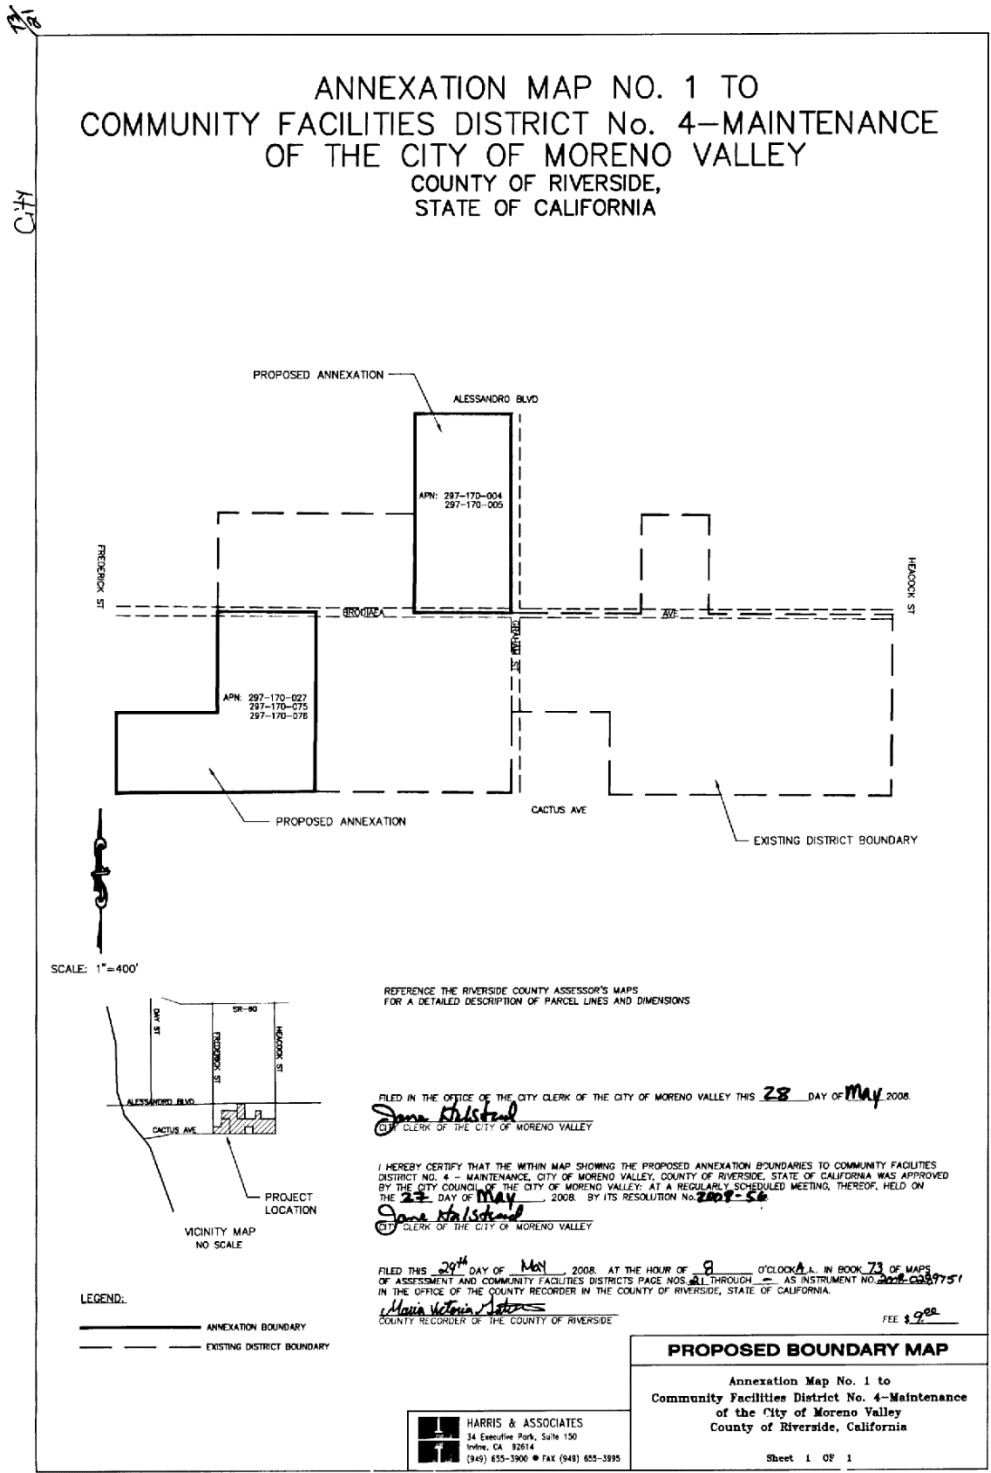 73/21
City
ANNEXATION MAP NO. 1 TO
COMMUNITY FACILITIES DISTRICT No. 4-MAINTENANCE
OF THE CITY OF MORENO VALLEY
COUNTY OF RIVERSIDE,
STATE OF CALIFORNIA
PROPOSED ANNEXATION
ALESSANDRO BLVD
APN: 297-170-004
297-170-005
FREDERICK ST
HEACOCK ST
BRODIAEA
AVE
GRAHAM ST
APN: 297-170-027
297-170-075
297-170-076
CACTUS AVE
PROPOSED ANNEXATION
EXISTING DISTRICT BOUNDARY
SCALE: 1"=400'
SR-60
DAY ST
FREDERICK ST
HEACOCK ST
ALESSANDRO BLVD
CACTUS AVE
PROJECT
LOCATION
VICINITY MAP
NO SCALE
REFERENCE THE RIVERSIDE COUNTY ASSESSOR'S MAPS
FOR A DETAILED DESCRIPTION OF PARCEL LINES AND DIMENSIONS
FILED IN THE OFFICE OF THE CITY CLERK OF THE CITY OF MORENO VALLEY THIS 28 DAY OF May 2008.
Jane Halstead
CITY CLERK OF THE CITY OF MORENO VALLEY
I HEREBY CERTIFY THAT THE WITHIN MAP SHOWING THE PROPOSED ANNEXATION BOUNDARIES TO COMMUNITY FACILITIES
DISTRICT NO. 4 - MAINTENANCE, CITY OF MORENO VALLEY, COUNTY OF RIVERSIDE, STATE OF CALIFORNIA WAS APPROVED
BY THE CITY COUNCIL OF THE CITY OF MORENO VALLEY: AT A REGULARLY SCHEDULED MEETING, THEREOF, HELD ON
THE 27 DAY OF May, 2008. BY ITS RESOLUTION No. 2008-56
Jane Halstead
CITY CLERK OF THE CITY OF MORENO VALLEY
FILED THIS 29th DAY OF May, 2008. AT THE HOUR OF 8 O'CLOCK A. IN BOOK 73 OF MAPS
OF ASSESSMENT AND COMMUNITY FACILITIES DISTRICTS PAGE NOS. 21 THROUGH - AS INSTRUMENT NO. 2008-0289751
IN THE OFFICE OF THE COUNTY RECORDER IN THE COUNTY OF RIVERSIDE, STATE OF CALIFORNIA.
Maria Victoria
COUNTY RECORDER OF THE COUNTY OF RIVERSIDE
FEE $ 9.00
LEGEND:
ANNEXATION BOUNDARY
EXISTING DISTRICT BOUNDARY
PROPOSED BOUNDARY MAP
Annexation Map No. 1 to
Community Facilities District No. 4-Maintenance
of the City of Moreno Valley
County of Riverside, California
Sheet 1 OF 1
HARRIS & ASSOCIATES
34 Executive Park, Suite 150
Irvine, CA 92614
(949) 655-3900 ● FAX (949) 655-3995